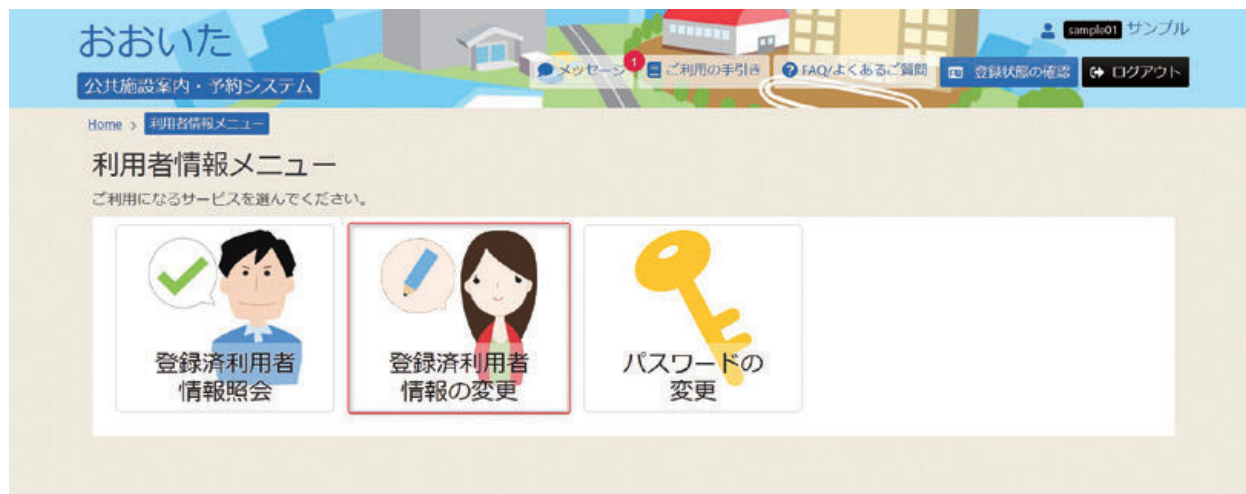 おおいた
公共施設案内・予約システム
sample01 サンプル
メッセージ 1 ご利用の手引き FAQ/よくあるご質問 登録状態の確認 ログアウト
Home > 利用者情報メニュー
利用者情報メニュー
ご利用になるサービスを選んでください。
登録済利用者
情報照会
登録済利用者
情報の変更
パスワードの
変更